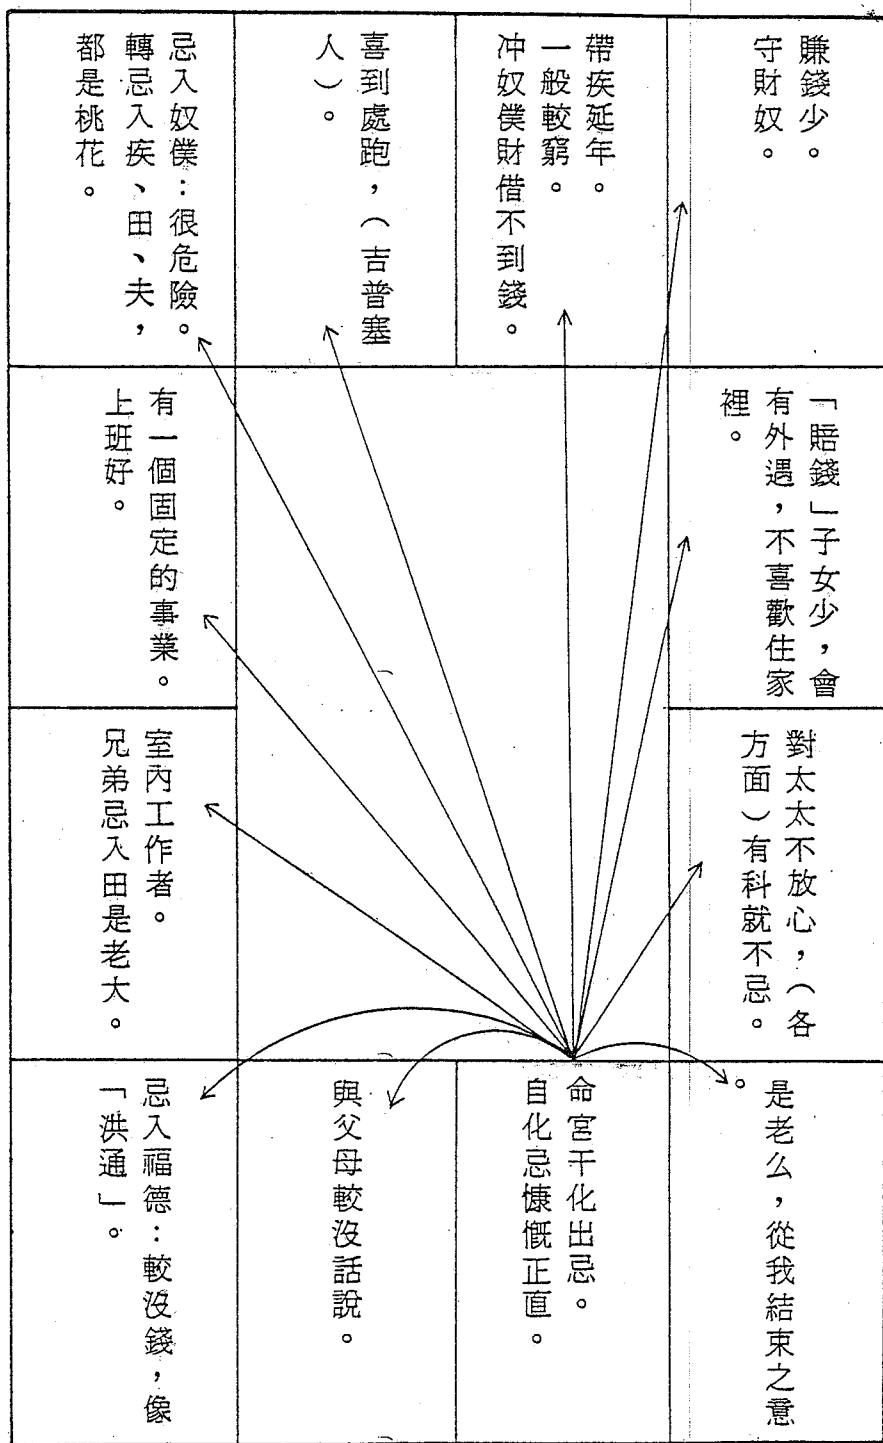 賺錢少。
守財奴。
帶疾延年。
一般較窮。
冲奴僕財借不到錢。
喜到處跑，（吉普塞
人）。
忌入奴僕：很危險。
轉忌入疾、田、夫，
都是桃花。
「賠錢」子女少，會
有外遇，不喜歡住家
裡。
有一個固定的事業。
上班好。
對太太不放心，（各
方面）有科就不忌。
室內工作者。
兄弟忌入田是老大。
是老么，從我結束之意
。
命宮干化出忌。
自化忌慷慨正直。
與父母較沒話說。
忌入福德：較沒錢，像
「洪通」。